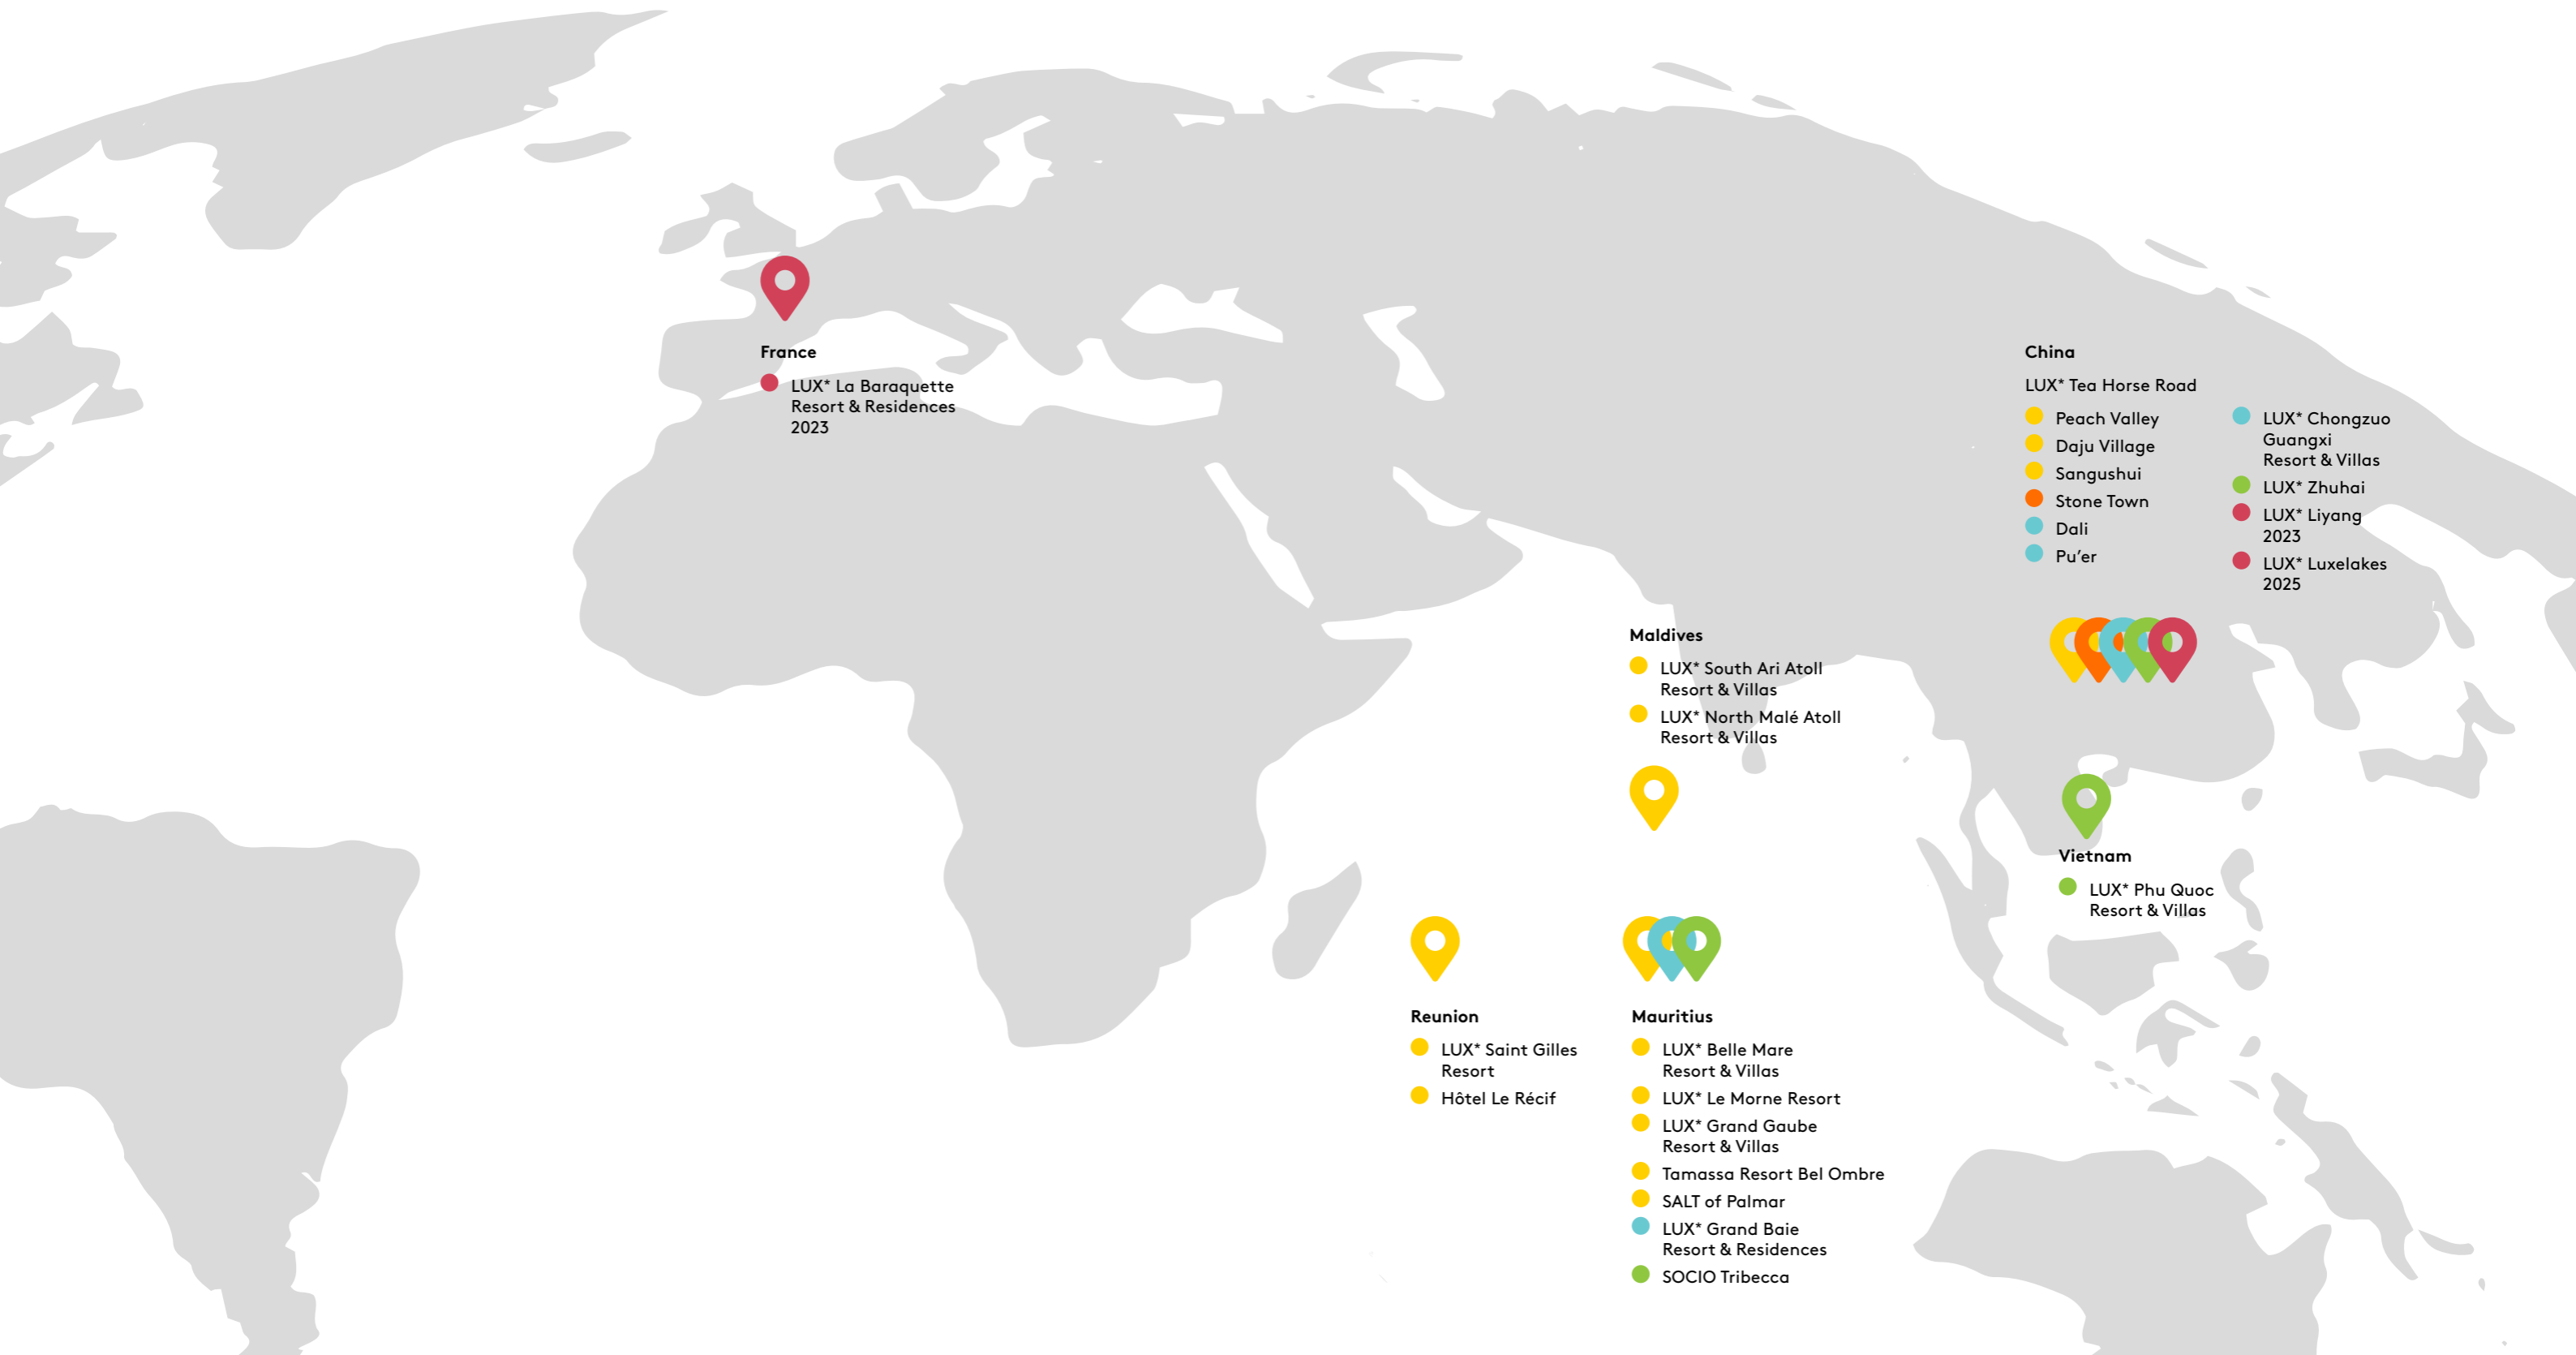 France
LUX* La Baraquette
Resort & Residences
2023
China
LUX* Tea Horse Road
Peach Valley
Daju Village
Sangushui
Stone Town
Dali
Pu’er
LUX* Chongzuo
Guangxi
Resort & Villas
LUX* Zhuhai
LUX* Liyang
2023
LUX* Luxelakes
2025
Maldives
LUX* South Ari Atoll
Resort & Villas
LUX* North Malé Atoll
Resort & Villas
Vietnam
LUX* Phu Quoc
Resort & Villas
Reunion
LUX* Saint Gilles
Resort
Hôtel Le Récif
Mauritius
LUX* Belle Mare
Resort & Villas
LUX* Le Morne Resort
LUX* Grand Gaube
Resort & Villas
Tamassa Resort Bel Ombre
SALT of Palmar
LUX* Grand Baie
Resort & Residences
SOCIO Tribecca